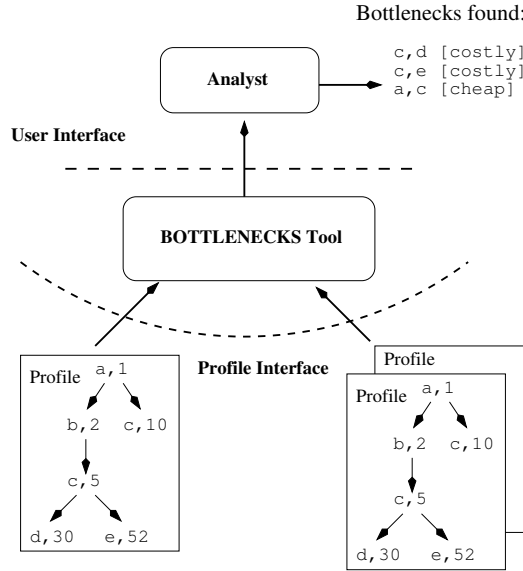 Bottlenecks found:
c,d [costly]
c,e [costly]
a,c [cheap]
Analyst
User Interface
BOTTLENECKS Tool
Profile Interface
Profile
a,1
b,2 c,10
c,5
d,30 e,52
Profile
Profile
a,1
b,2 c,10
c,5
d,30 e,52